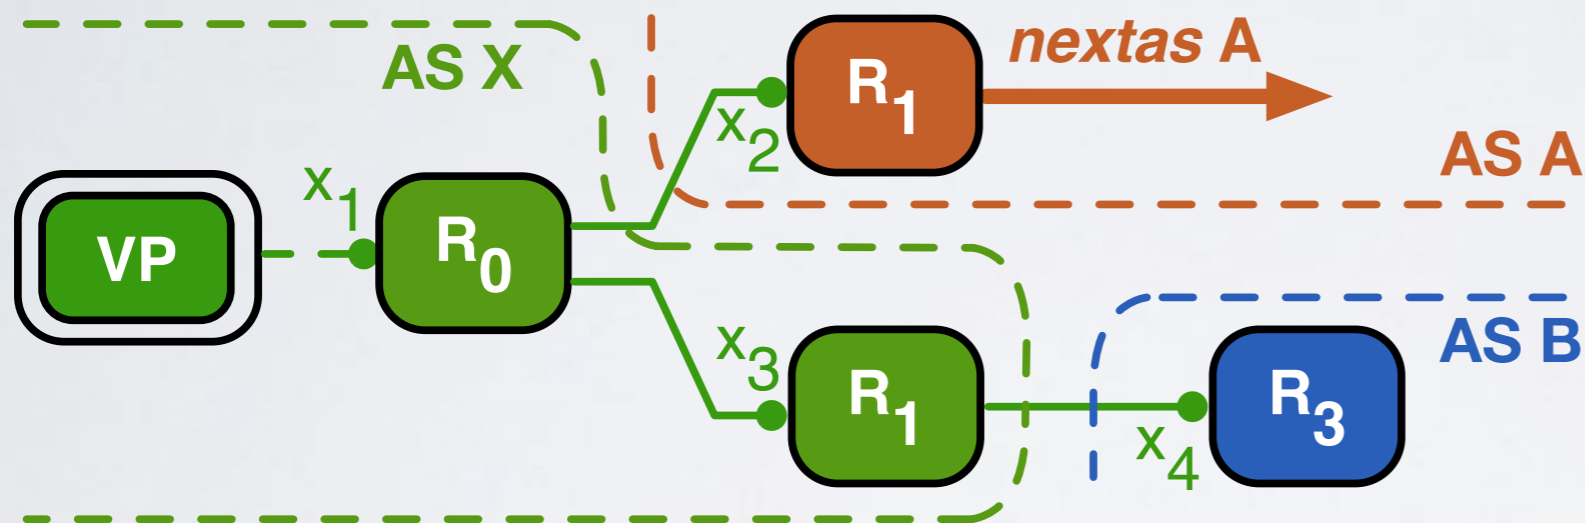 AS X
R1
nextas A
x2
AS A
x1
VP
R0
x3
R1
x4
R3
AS B